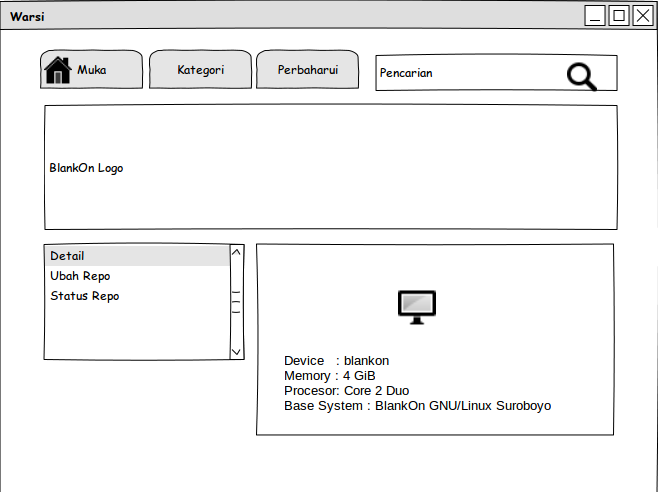 Warsi
Muka
Kategori
Perbaharui
Pencarian
BlankOn Logo
Detail
Ubah Repo
Status Repo
Device : blankon
Memory : 4 GiB
Procesor: Core 2 Duo
Base System : BlankOn GNU/Linux Suroboyo